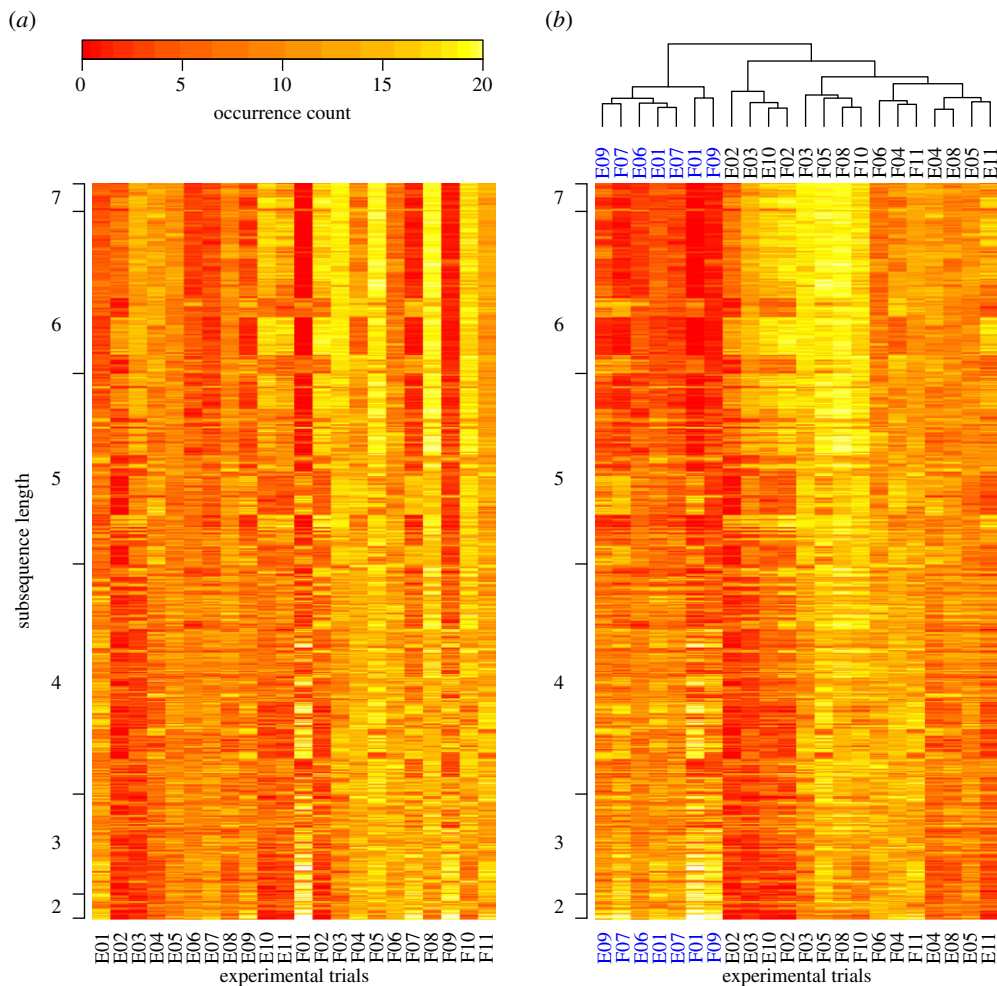 (a)
0 5 10 15 20
occurrence count
subsequence length
7
6
5
4
3
2
E01 E02 E03 E04 E05 E06 E07 E08 E09 E10 E11 F01 F02 F03 F04 F05 F06 F07 F08 F09 F10 F11
experimental trials
(b)
E09 F07 E06 E01 E07 F01 F09 E02 E03 E10 F02 F03 F05 F08 F10 F06 F04 F11 E04 E08 E05 E11
7
6
5
4
3
2
E09 F07 E06 E01 E07 F01 F09 E02 E03 E10 F02 F03 F05 F08 F10 F06 F04 F11 E04 E08 E05 E11
experimental trials